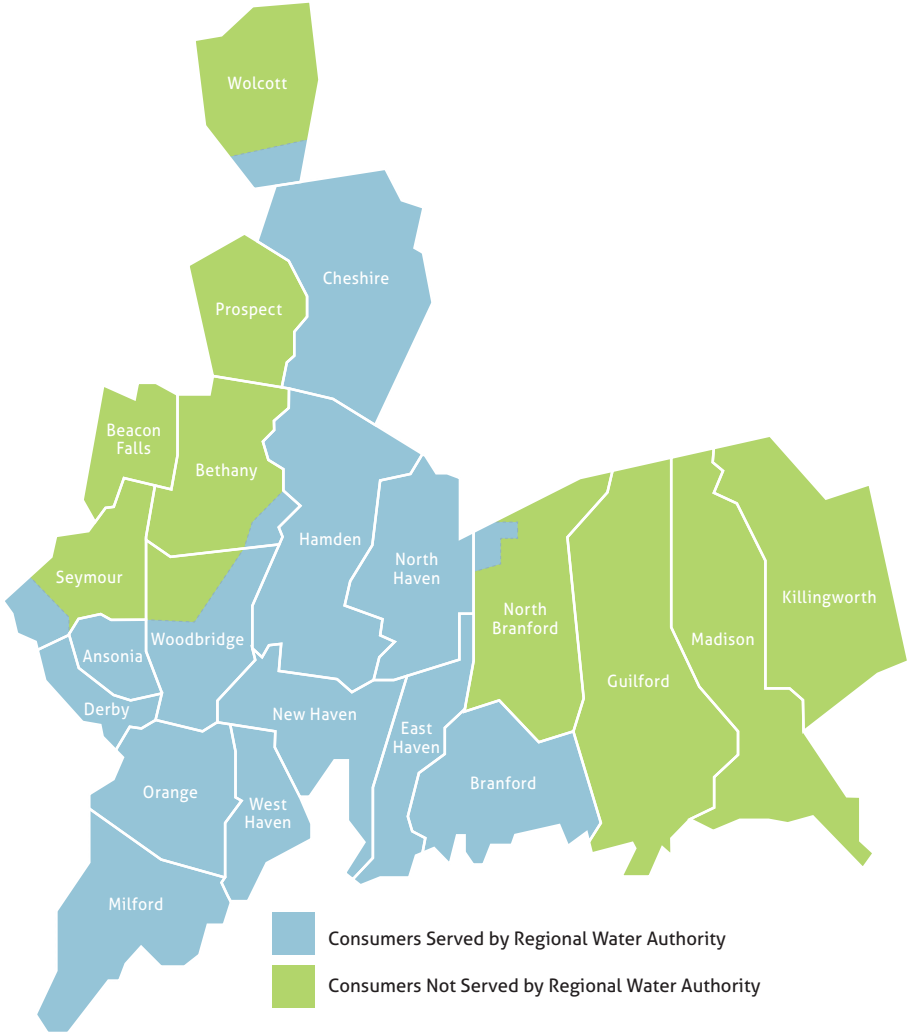 Wolcott
Cheshire
Prospect
Beacon
Falls
Bethany
Hamden
North
Haven
Seymour
Killingworth
North
Branford
Woodbridge
Madison
Ansonia
Guilford
Derby
New Haven
East
Haven
Branford
Orange
West
Haven
Milford
Consumers Served by Regional Water Authority
Consumers Not Served by Regional Water Authority